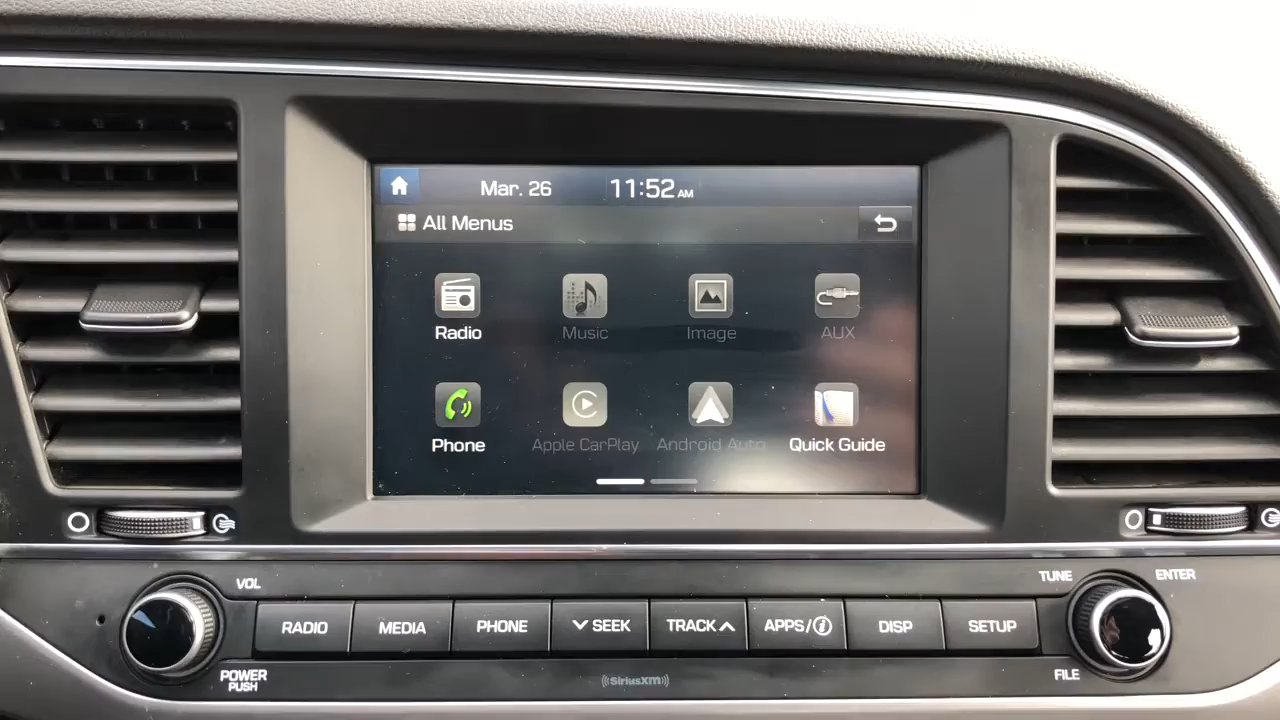 Mar. 26 11:52 AM
All Menus
Radio Music Image AUX
Phone Apple CarPlay Android Auto Quick Guide
VOL TUNE ENTER
RADIO MEDIA PHONE SEEK TRACK APPS/i DISP SETUP
POWER PUSH FILE
SiriusXM